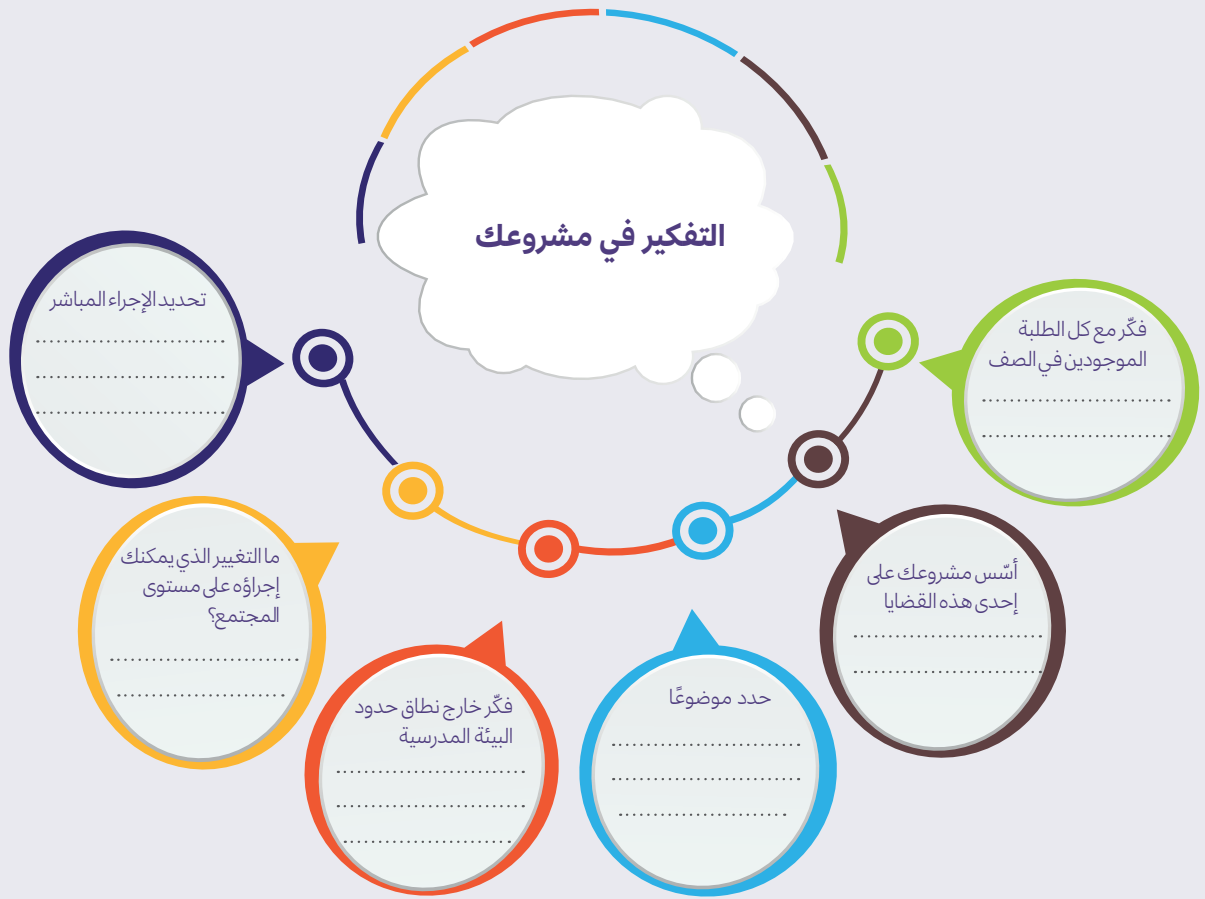 التفكير في مشروعك
فكّر مع كل الطلبة
الموجودين في الصف
أسّس مشروعك على
إحدى هذه القضايا
حدد موضوعًا
فكّر خارج نطاق حدود
البيئة المدرسية
ما التغيير الذي يمكنك
إجراؤه على مستوى
المجتمع؟
تحديد الإجراء المباشر